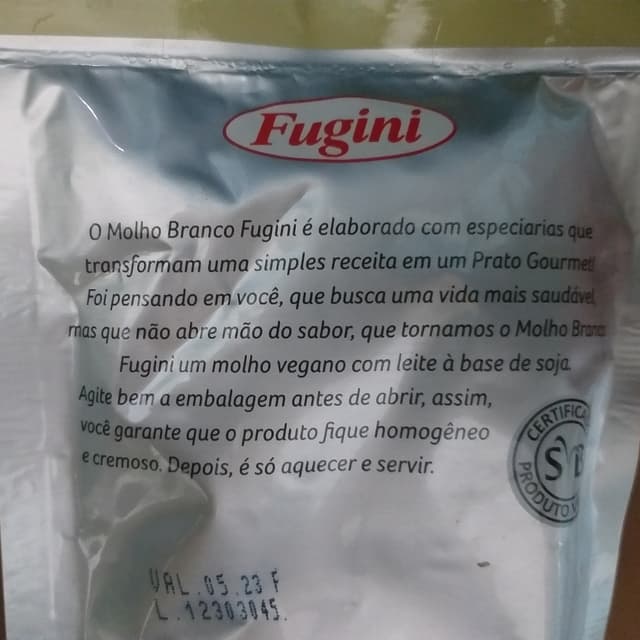 Fugini
O Molho Branco Fugini é elaborado com especiarias que
transformam uma simples receita em um Prato Gourmet!
Foi pensando em você, que busca uma vida mais saudável,
mas que não abre mão do sabor, que tornamos o Molho Branco
Fugini um molho vegano com leite à base de soja.
Agite bem a embalagem antes de abrir, assim,
você garante que o produto fique homogêneo
e cremoso. Depois, é só aquecer e servir.
CERTIFICA
PRODUTO
VAL.05.23 F
L.12303045.